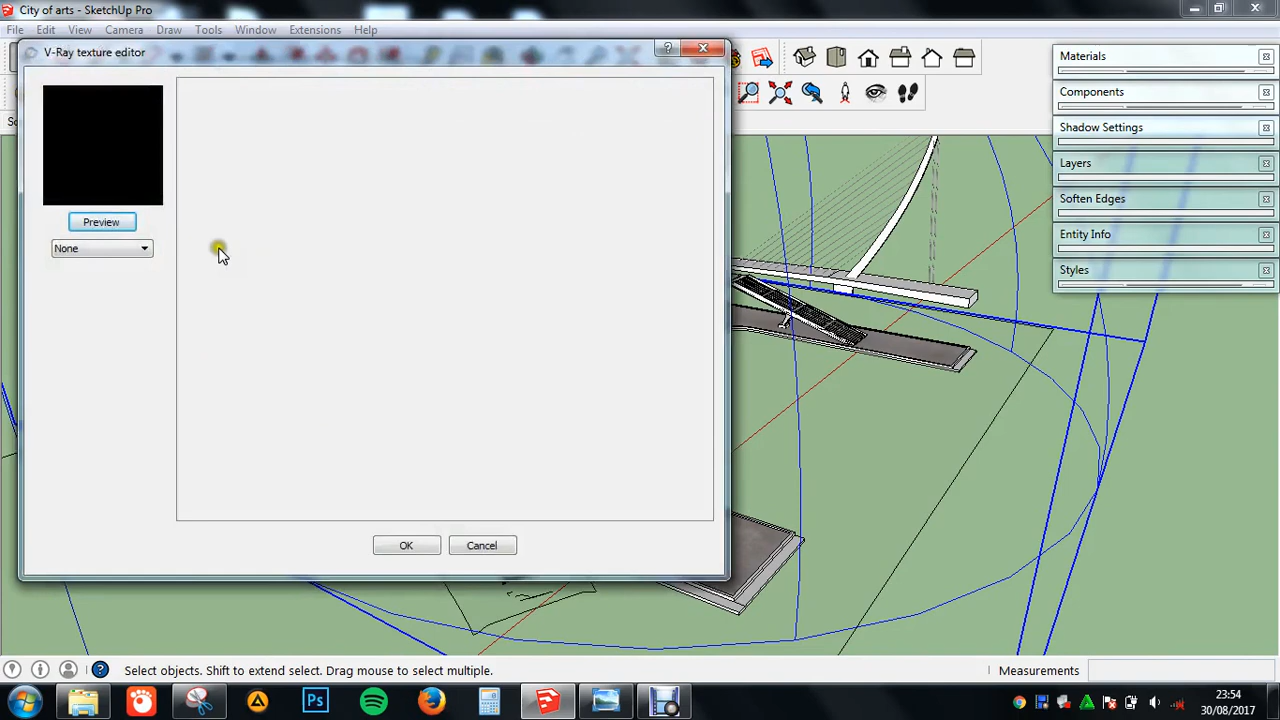 City of arts - SketchUp Pro
File Edit View Camera Draw Tools Window Extensions Help
V-Ray texture editor
Materials
Components
Shadow Settings
Layers
Soften Edges
Entity Info
Styles
Preview
None
OK Cancel
Select objects. Shift to extend select. Drag mouse to select multiple.
Measurements
Ps
23:54
30/08/2017